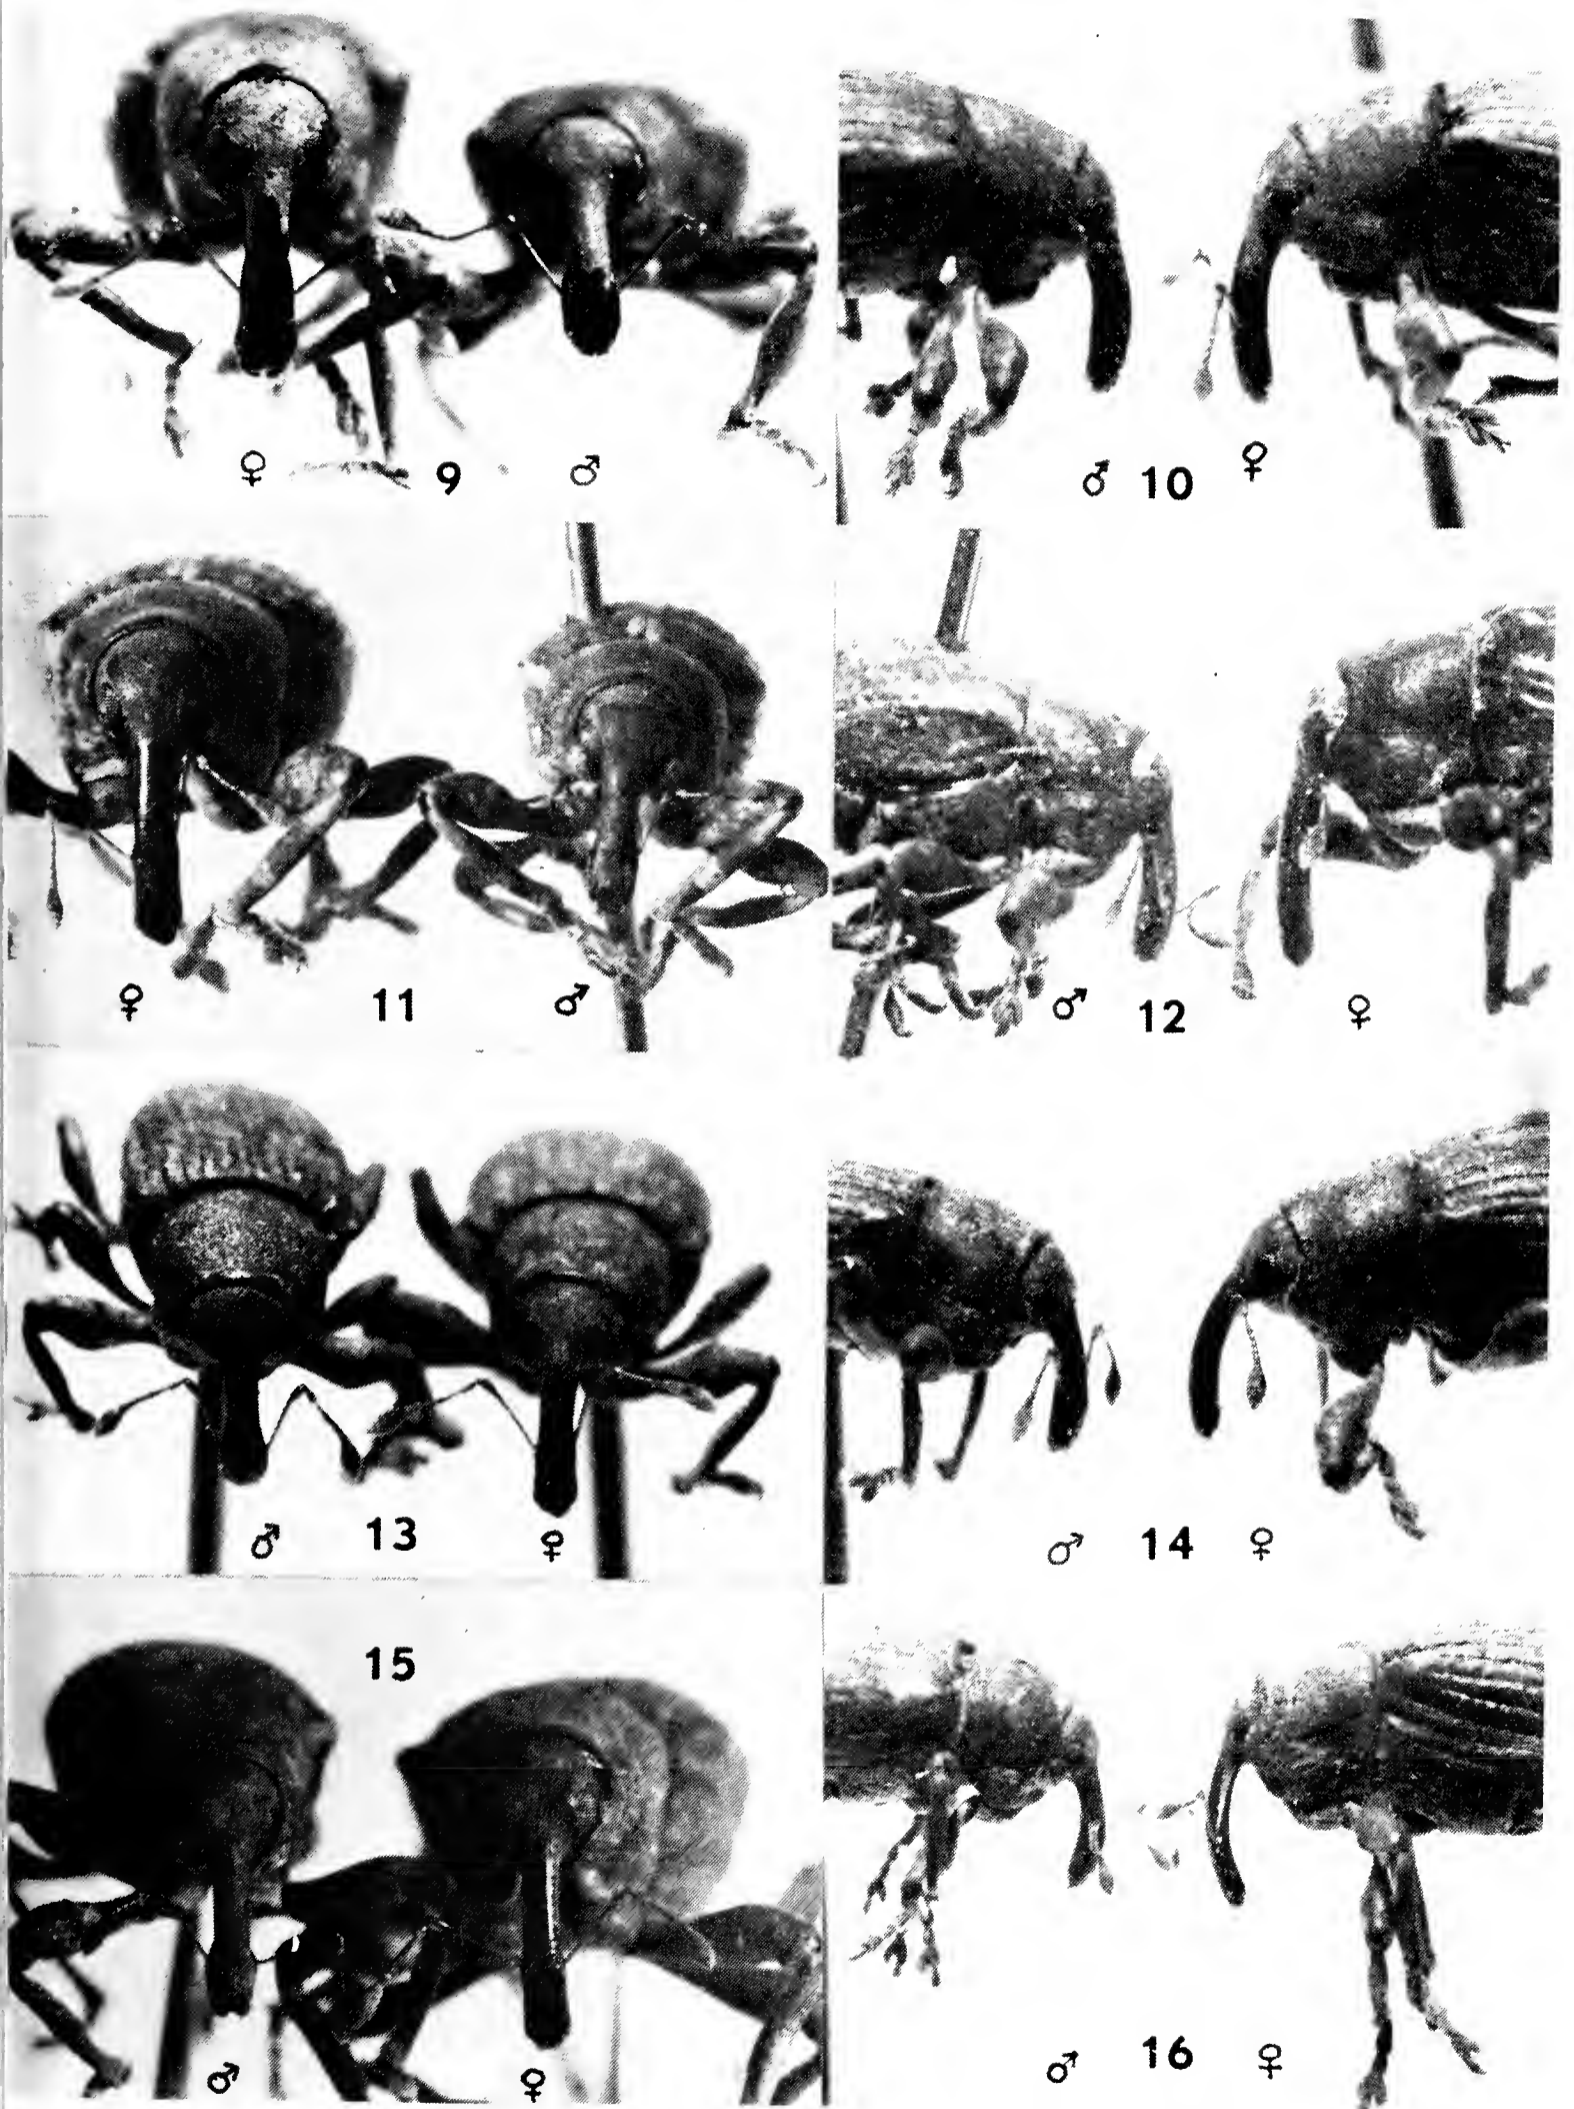 ♀ 9 ♂
♂ 10 ♀
♀ 11 ♂
♂ 12 ♀
♂ 13 ♀
♂ 14 ♀
15
♂ ♀
♂ 16 ♀